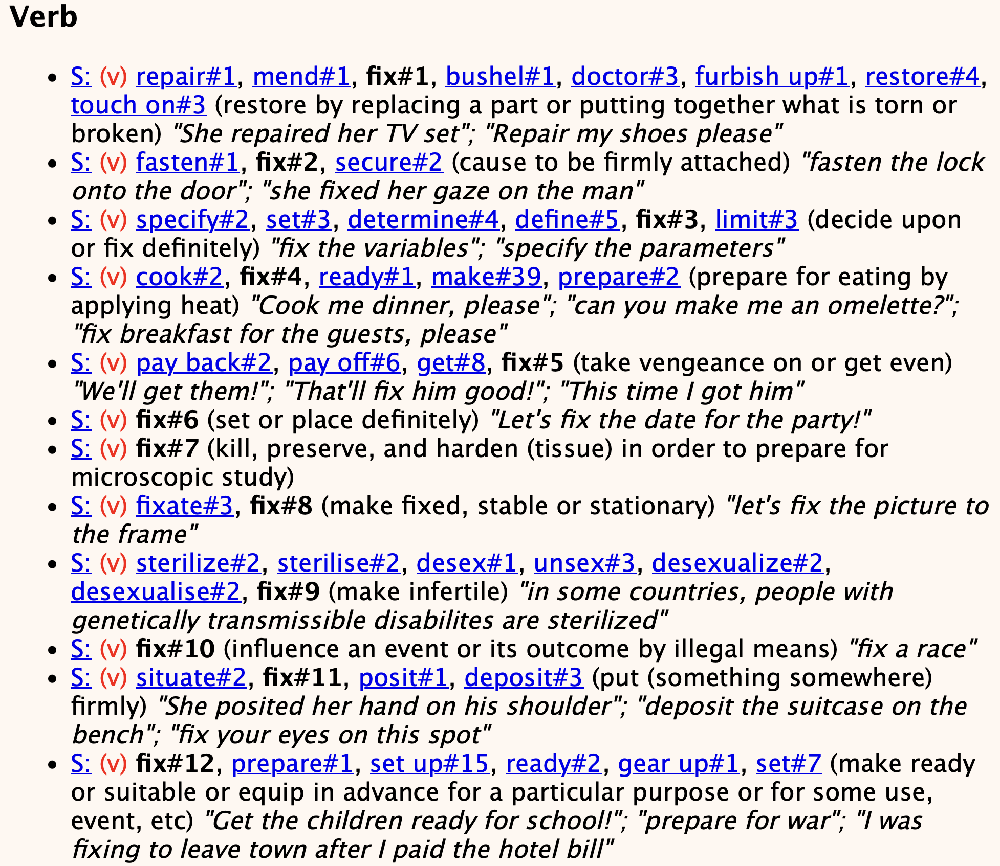 Verb
• S: (v) repair#1, mend#1, fix#1, bushel#1, doctor#3, furbish up#1, restore#4,
touch on#3 (restore by replacing a part or putting together what is torn or
broken) "She repaired her TV set"; "Repair my shoes please"
• S: (v) fasten#1, fix#2, secure#2 (cause to be firmly attached) "fasten the lock
onto the door"; "she fixed her gaze on the man"
• S: (v) specify#2, set#3, determine#4, define#5, fix#3, limit#3 (decide upon
or fix definitely) "fix the variables"; "specify the parameters"
• S: (v) cook#2, fix#4, ready#1, make#39, prepare#2 (prepare for eating by
applying heat) "Cook me dinner, please"; "can you make me an omelette?";
"fix breakfast for the guests, please"
• S: (v) pay back#2, pay off#6, get#8, fix#5 (take vengeance on or get even)
"We'll get them!"; "That'll fix him good!"; "This time I got him"
• S: (v) fix#6 (set or place definitely) "Let's fix the date for the party!"
• S: (v) fix#7 (kill, preserve, and harden (tissue) in order to prepare for
microscopic study)
• S: (v) fixate#3, fix#8 (make fixed, stable or stationary) "let's fix the picture to
the frame"
• S: (v) sterilize#2, sterilise#2, desex#1, unsex#3, desexualize#2,
desexualise#2, fix#9 (make infertile) "in some countries, people with
genetically transmissible disabilites are sterilized"
• S: (v) fix#10 (influence an event or its outcome by illegal means) "fix a race"
• S: (v) situate#2, fix#11, posit#1, deposit#3 (put (something somewhere)
firmly) "She posited her hand on his shoulder"; "deposit the suitcase on the
bench"; "fix your eyes on this spot"
• S: (v) fix#12, prepare#1, set up#15, ready#2, gear up#1, set#7 (make ready
or suitable or equip in advance for a particular purpose or for some use,
event, etc) "Get the children ready for school!"; "prepare for war"; "I was
fixing to leave town after I paid the hotel bill"